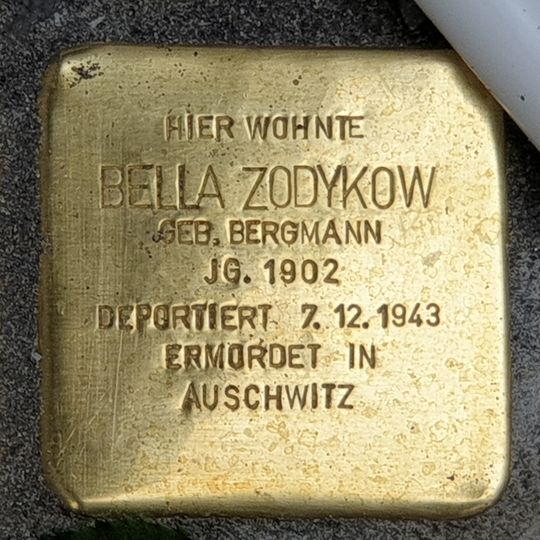 HIER WOHNTE
BELLA ZODYKOW
GEB. BERGMANN
JG. 1902
DEPORTIERT 7.12.1943
ERMORDET IN
AUSCHWITZ